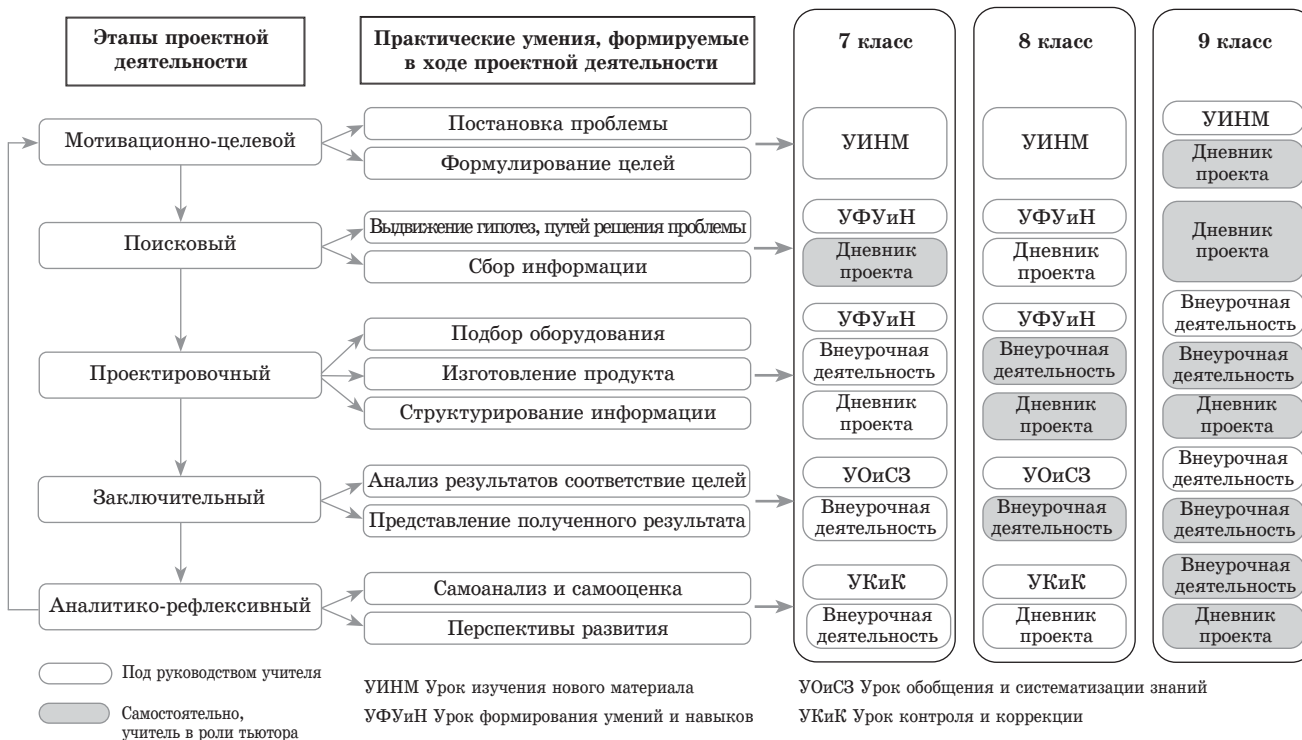 Этапы проектной
деятельности
Практические умения, формируемые
в ходе проектной деятельности
7 класс
8 класс
9 класс
Мотивационно-целевой
Постановка проблемы
Формулирование целей
УИНМ
УИНМ
УИНМ
Дневник
проекта
Поисковый
Выдвижение гипотез, путей решения проблемы
Сбор информации
УФУиН
Дневник
проекта
УФУиН
Дневник
проекта
Дневник
проекта
Проектировочный
Подбор оборудования
Изготовление продукта
Структурирование информации
УФУиН
Внеурочная
деятельность
Дневник
проекта
УФУиН
Внеурочная
деятельность
Дневник
проекта
Внеурочная
деятельность
Внеурочная
деятельность
Дневник
проекта
Заключительный
Анализ результатов соответствие целей
Представление полученного результата
УОиСЗ
Внеурочная
деятельность
УОиСЗ
Внеурочная
деятельность
Внеурочная
деятельность
Внеурочная
деятельность
Аналитико-рефлексивный
Самоанализ и самооценка
Перспективы развития
УКиК
Внеурочная
деятельность
УКиК
Дневник
проекта
Внеурочная
деятельность
Дневник
проекта
Под руководством учителя
Самостоятельно,
учитель в роли тьютора
УИНМ Урок изучения нового материала
УФУиН Урок формирования умений и навыков
УОиСЗ Урок обобщения и систематизации знаний
УКиК Урок контроля и коррекции